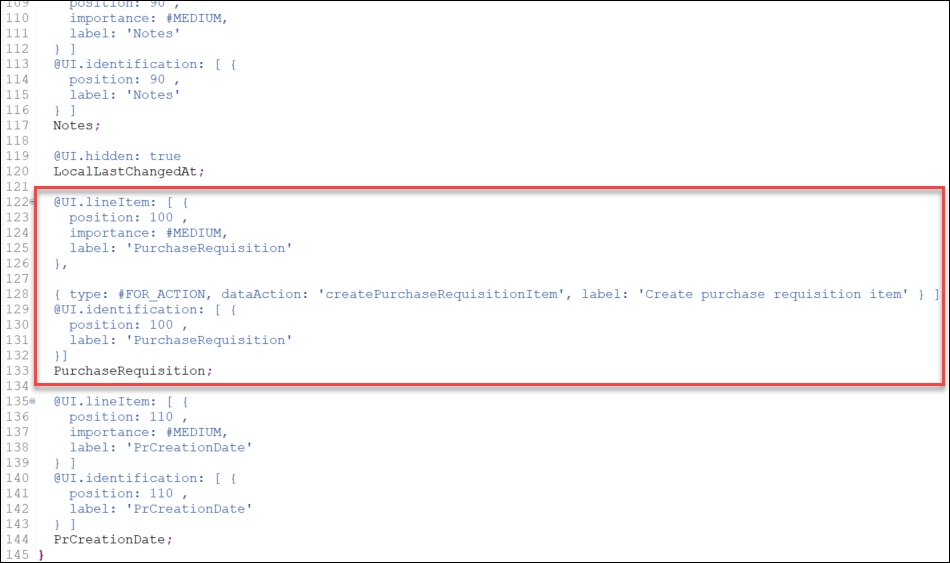 109     position: 90 ,
110     importance: #MEDIUM,
111     label: 'Notes'
112   } ]
113   @UI.identification: [ {
114     position: 90 ,
115     label: 'Notes'
116   } ]
117   Notes;
118
119   @UI.hidden: true
120   LocalLastChangedAt;
121
122   @UI.lineItem: [ {
123     position: 100 ,
124     importance: #MEDIUM,
125     label: 'PurchaseRequisition'
126   },
127
128   { type: #FOR_ACTION, dataAction: 'createPurchaseRequisitionItem', label: 'Create purchase requisition item' } ]
129   @UI.identification: [ {
130     position: 100 ,
131     label: 'PurchaseRequisition'
132   }]
133   PurchaseRequisition;
134
135   @UI.lineItem: [ {
136     position: 110 ,
137     importance: #MEDIUM,
138     label: 'PrCreationDate'
139   } ]
140   @UI.identification: [ {
141     position: 110 ,
142     label: 'PrCreationDate'
143   } ]
144   PrCreationDate;
145 }